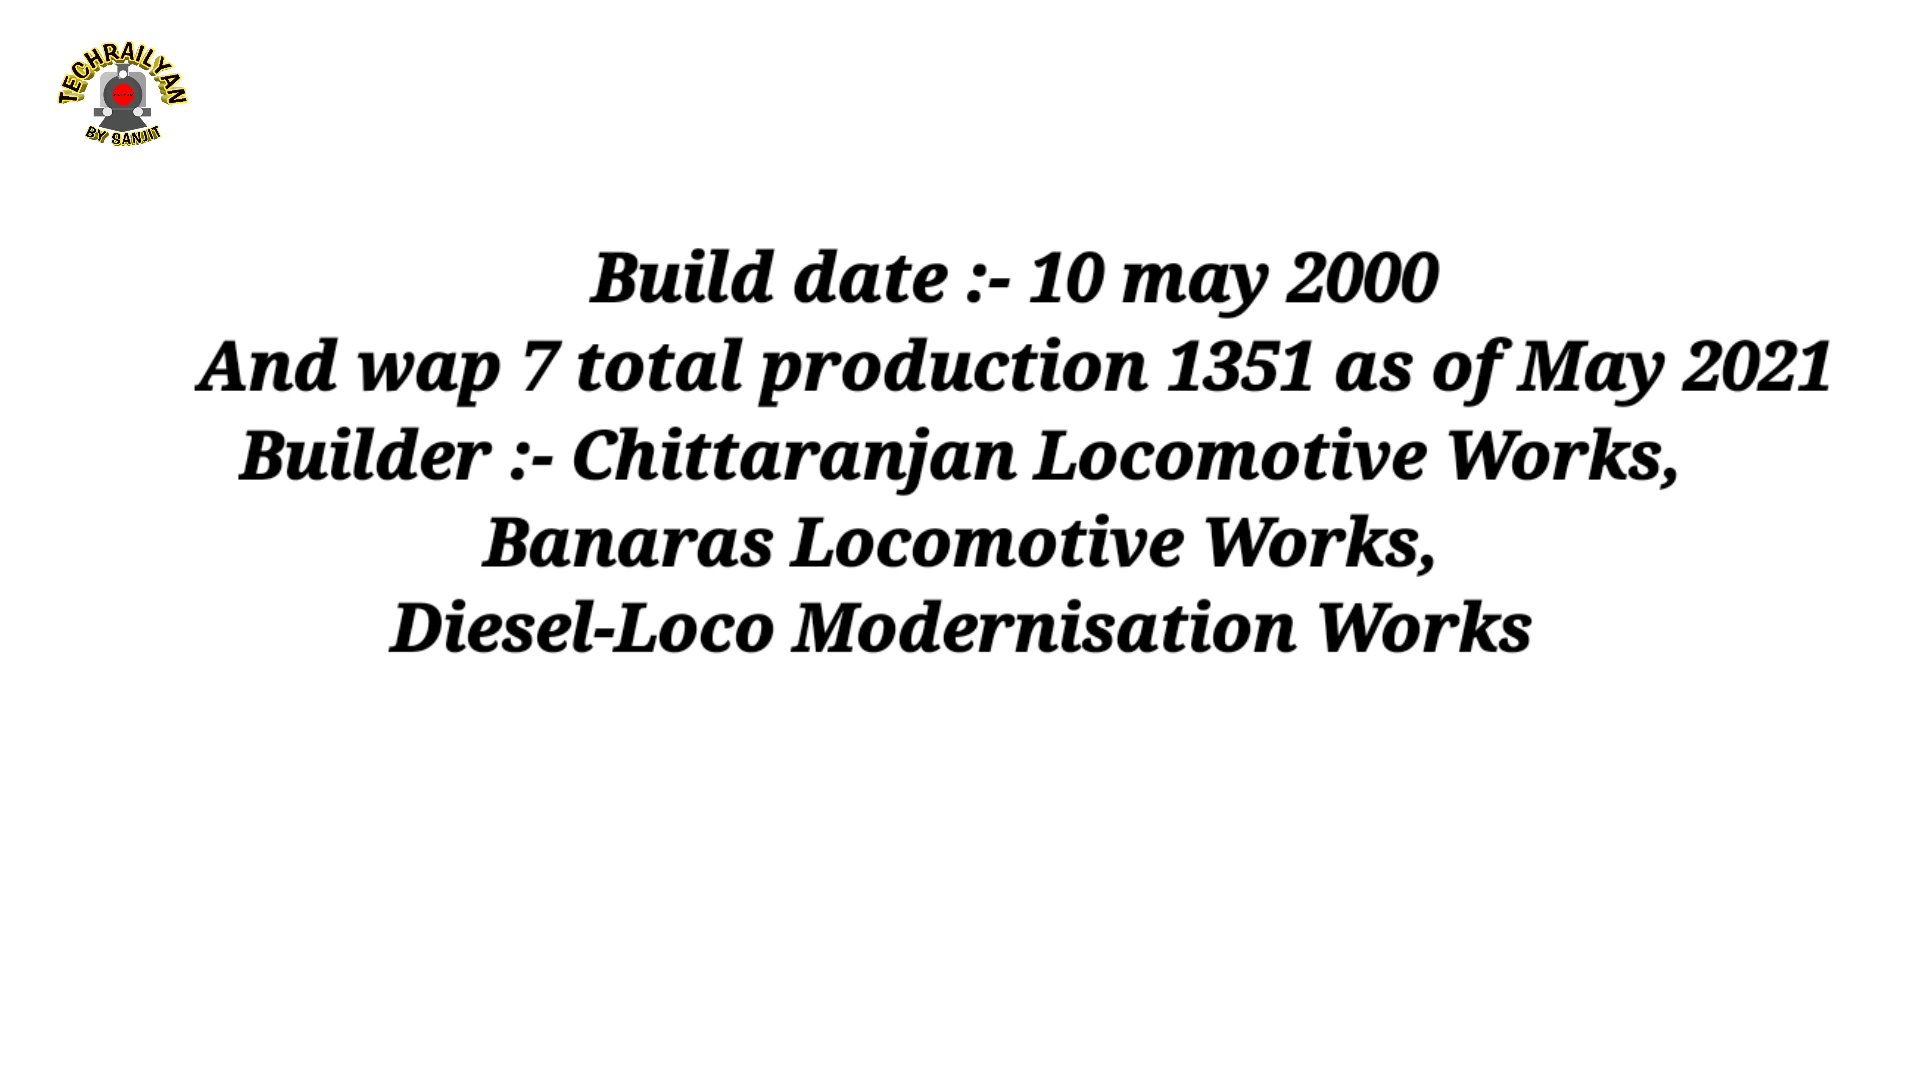 TECHRAILYAN
BY SANJIT
Build date :- 10 may 2000
And wap 7 total production 1351 as of May 2021
Builder :- Chittaranjan Locomotive Works,
Banaras Locomotive Works,
Diesel-Loco Modernisation Works